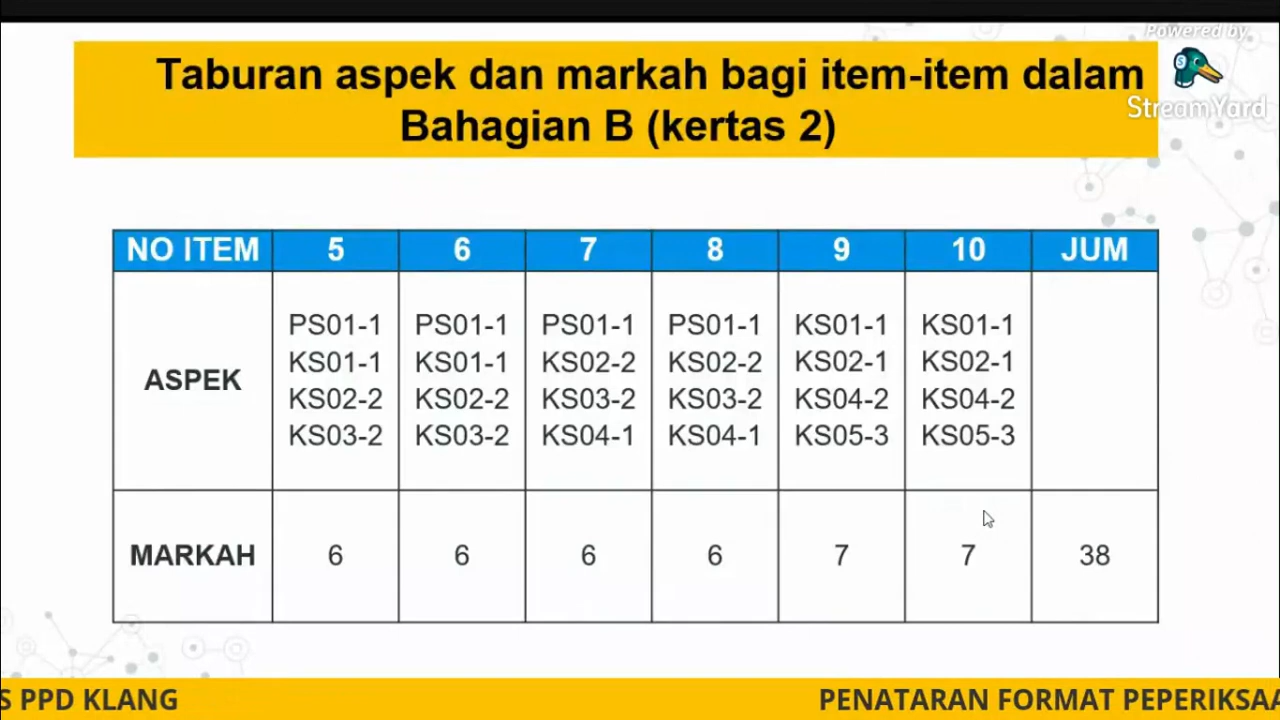 Powered by
StreamYard
Taburan aspek dan markah bagi item-item dalam
Bahagian B (kertas 2)
NO ITEM 5 6 7 8 9 10 JUM
ASPEK
PS01-1 PS01-1 PS01-1 PS01-1 KS01-1 KS01-1
KS01-1 KS01-1 KS02-2 KS02-2 KS02-1 KS02-1
KS02-2 KS02-2 KS03-2 KS03-2 KS04-2 KS04-2
KS03-2 KS03-2 KS04-1 KS04-1 KS05-3 KS05-3
MARKAH 6 6 6 6 7 7 38
S PPD KLANG PENATARAN FORMAT PEPERIKSAA